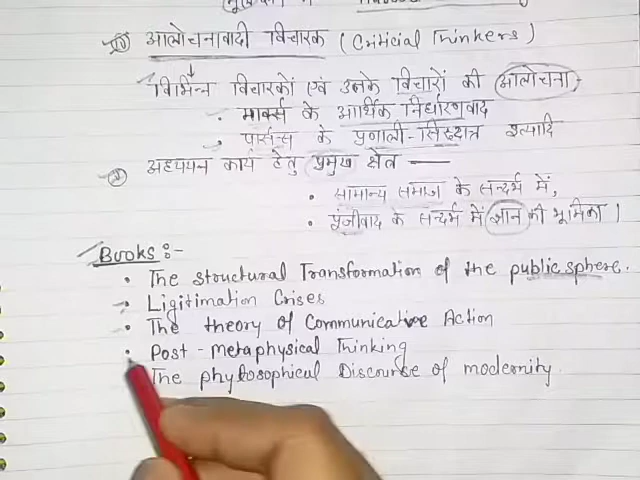 आलोचनावादी विचारक (Criticial Thinkers)
विभिन्न विचारकों एवं उनके विचारों की आलोचना
• मार्क्स के आर्थिक निर्धारणवाद
• पार्सन्स के प्रणाली-सिद्धान्त इत्यादि
अध्ययन कार्य हेतु प्रमुख क्षेत्र —
• सामान्य समाज के सन्दर्भ में,
• पूंजीवाद के सन्दर्भ में ज्ञान की भूमिका।
Books:-
• The structural Transformation of the public sphere.
• Ligitimation Crises
• The theory of Communicative Action
• Post-metaphysical Thinking
The phylosophical Discourse of modernity.